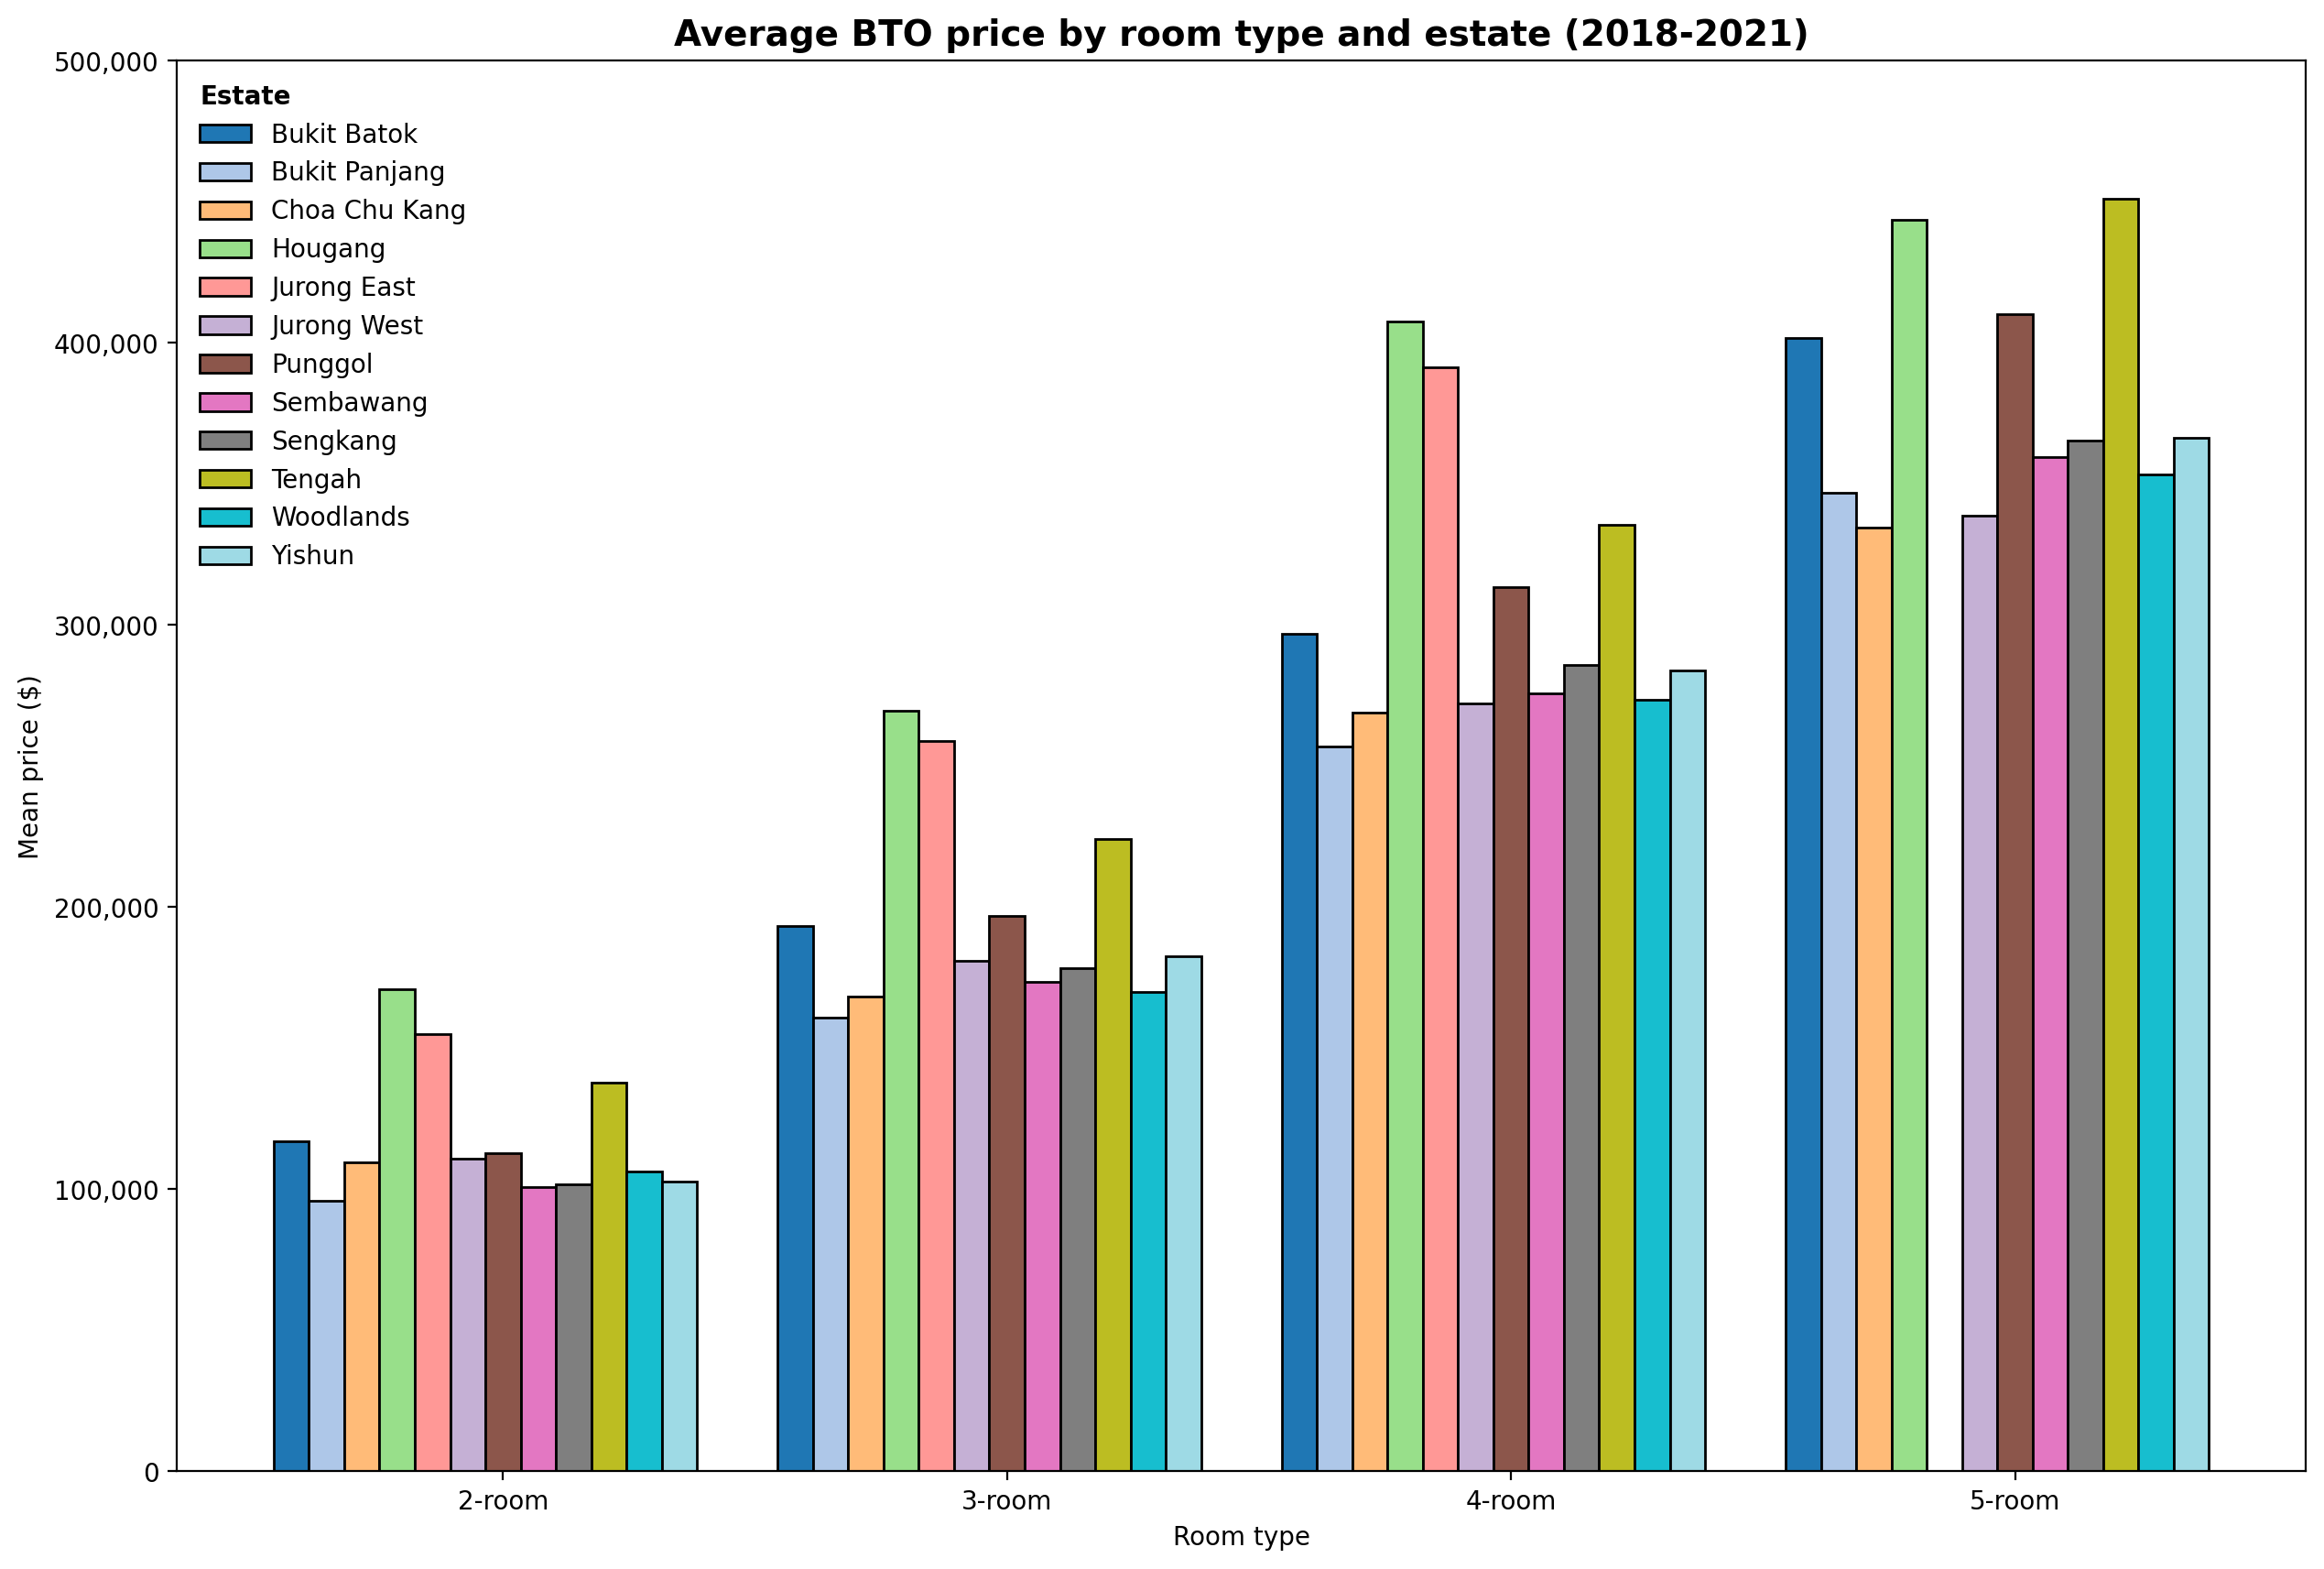 Average BTO price by room type and estate (2018-2021)
500,000
400,000
300,000
200,000
100,000
0
Mean price ($)
Estate
Bukit Batok
Bukit Panjang
Choa Chu Kang
Hougang
Jurong East
Jurong West
Punggol
Sembawang
Sengkang
Tengah
Woodlands
Yishun
2-room 3-room 4-room 5-room
Room type